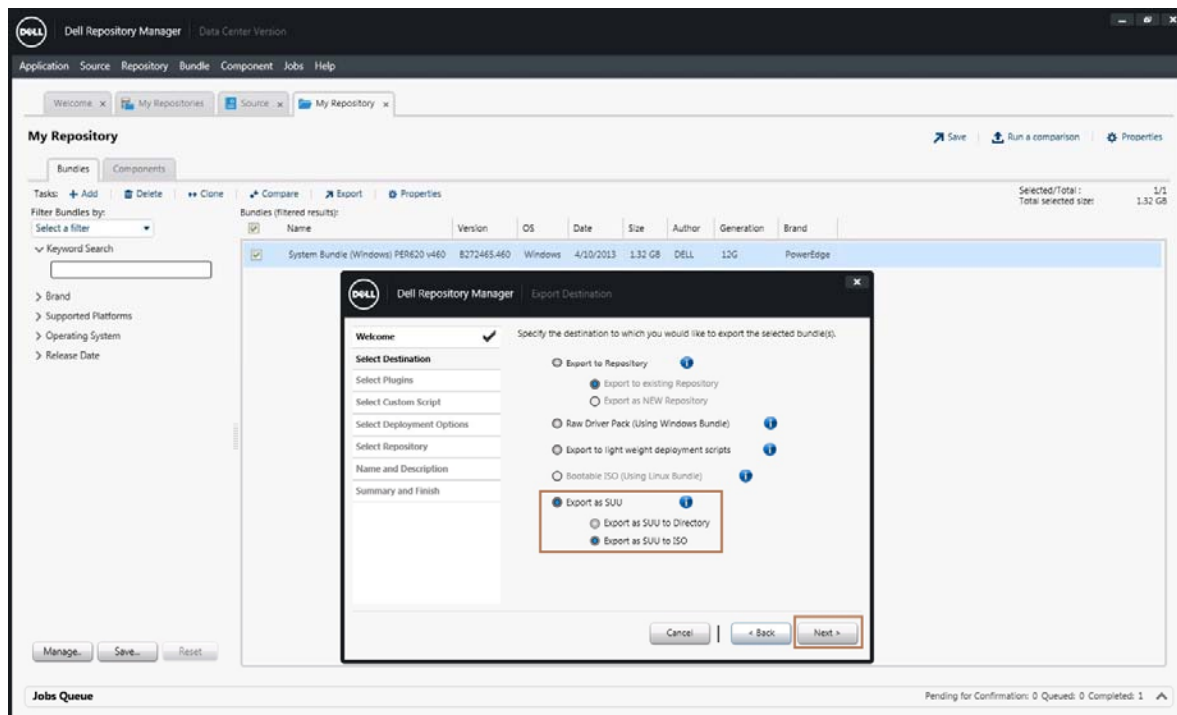 DELL Dell Repository Manager Data Center Version
Application Source Repository Bundle Component Jobs Help
Welcome x My Repositories Source x My Repository x
My Repository Save Run a comparison Properties
Bundles Components
Tasks: Add Delete Clone Compare Export Properties Selected/Total : 1/1
Total selected size: 1.32 GB
Filter Bundles by: Bundles (filtered results):
Select a filter Name Version OS Date Size Author Generation Brand
Keyword Search System Bundle (Windows) PER620 v460 B272465.460 Windows 4/10/2013 1.32 GB DELL 12G PowerEdge
> Brand
> Supported Platforms
> Operating System
> Release Date
DELL Dell Repository Manager Export Destination x
Welcome
Select Destination
Select Plugins
Select Custom Script
Select Deployment Options
Select Repository
Name and Description
Summary and Finish
Specify the destination to which you would like to export the selected bundle(s).
Export to Repository
Export to existing Repository
Export as NEW Repository
Raw Driver Pack (Using Windows Bundle)
Export to light weight deployment scripts
Bootable ISO (Using Linux Bundle)
Export as SUU
Export as SUU to Directory
Export as SUU to ISO
Cancel < Back Next >
Manage.. Save... Reset
Jobs Queue Pending for Confirmation: 0 Queued: 0 Completed: 1